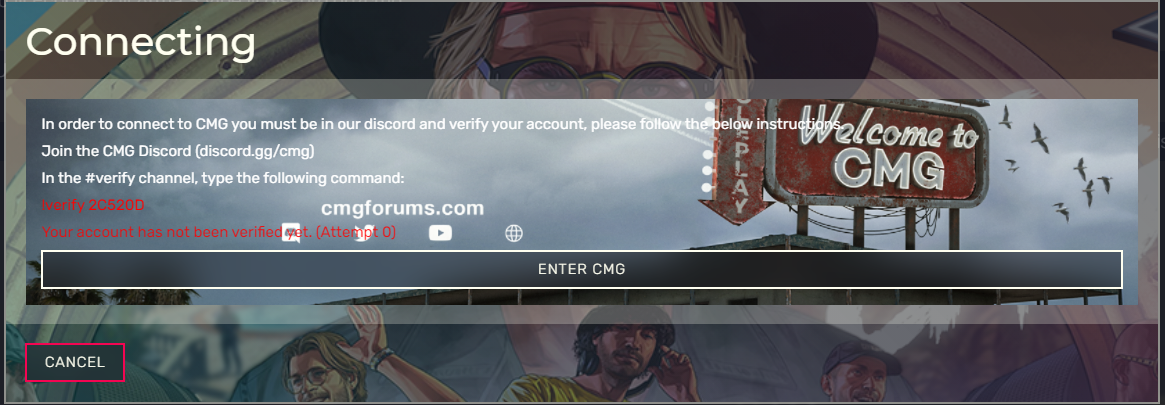 Connecting
In order to connect to CMG you must be in our discord and verify your account, please follow the below instructions
Join the CMG Discord (discord.gg/cmg)
In the #verify channel, type the following command:
!verify 2C520D
Your account has not been verified yet. (Attempt 0)
cmgforums.com
ROLEPLAY
Welcome to
CMG
ENTER CMG
CANCEL